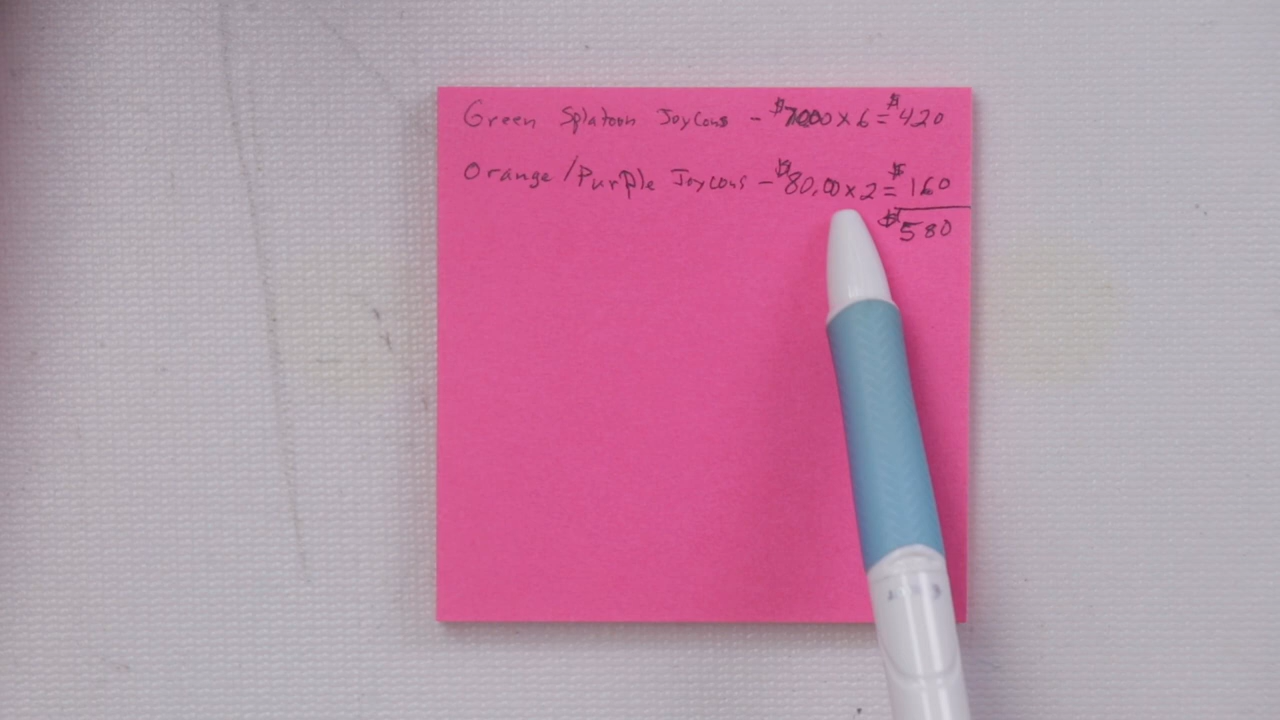 Green Splatoon Joycons - $70.00 x 6 = $420
Orange/Purple Joycons - $80.00 x 2 = $160
$580